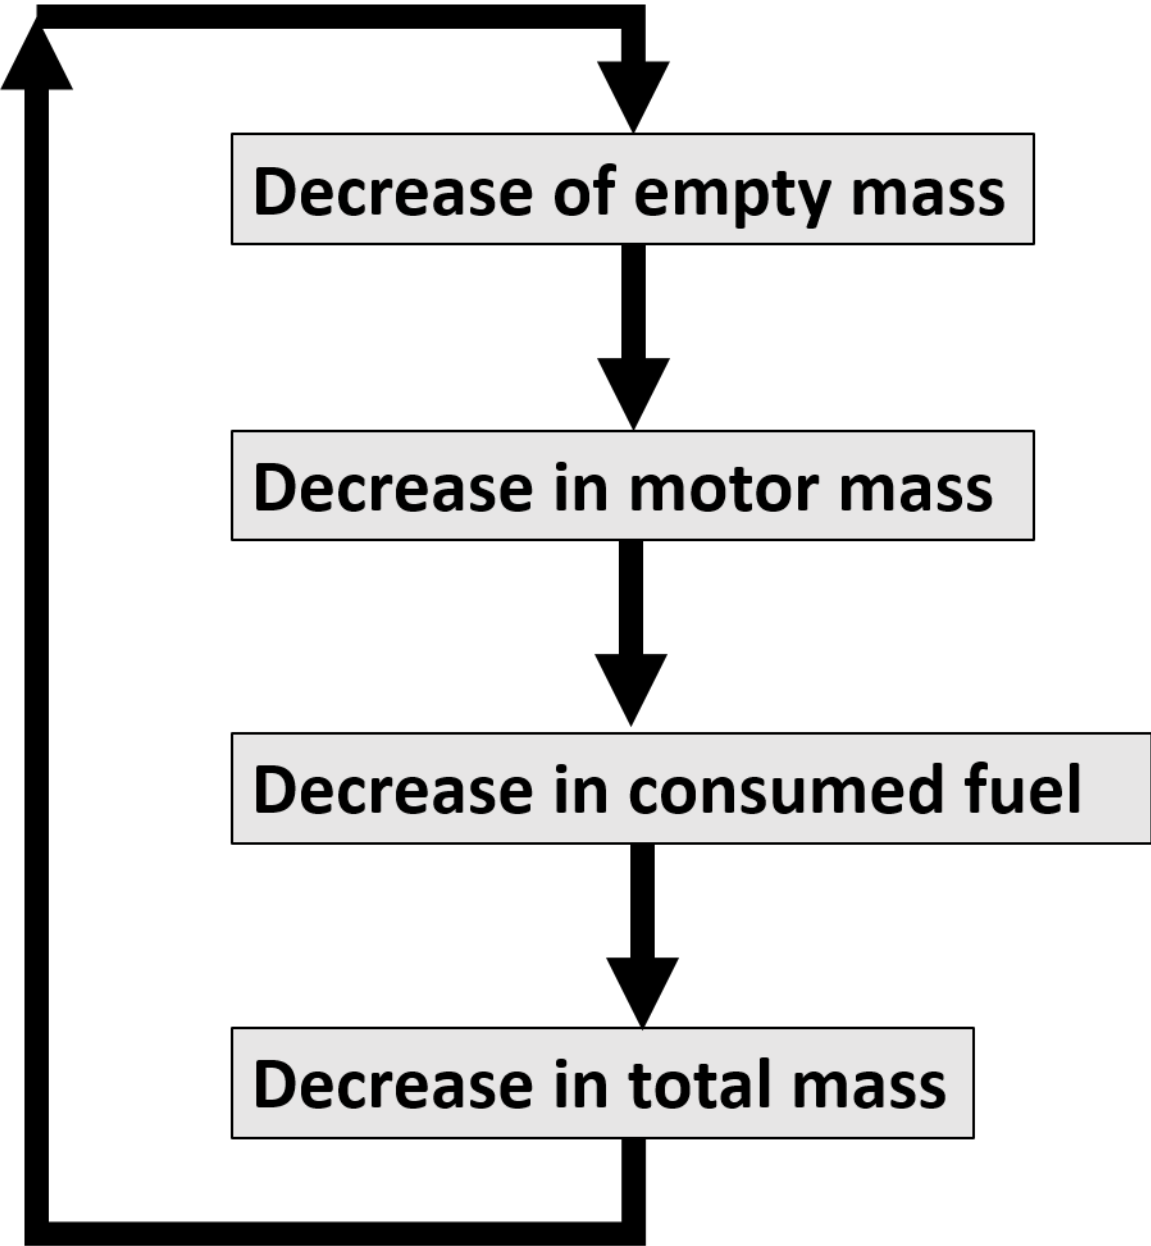 Decrease of empty mass
Decrease in motor mass
Decrease in consumed fuel
Decrease in total mass